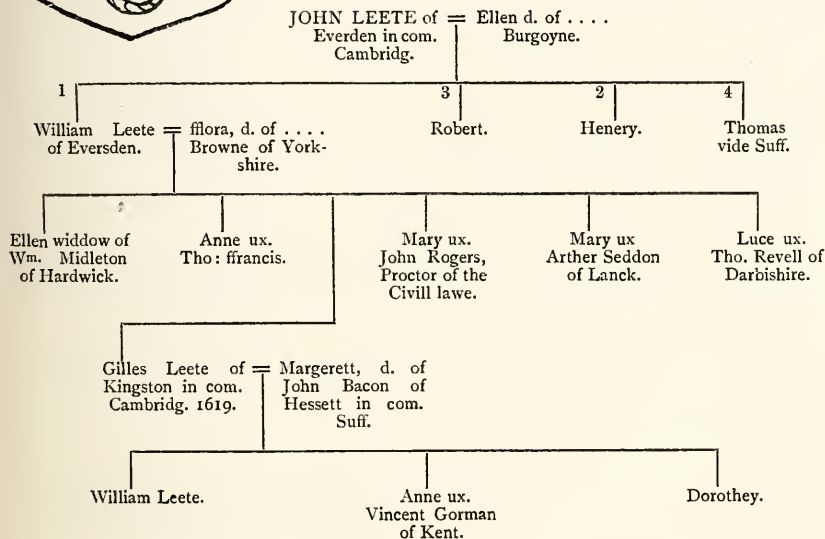 JOHN LEETE of = Ellen d. of . . . .
Everden in com. Burgoyne.
Cambridg.
1 3 2 4
William Leete = fflora, d. of . . . . Robert. Henery. Thomas
of Eversden. Browne of York- vide Suff.
shire.
Ellen widdow of Anne ux. Mary ux. Mary ux Luce ux.
Wm. Midleton Tho: ffrancis. John Rogers, Arther Seddon Tho. Revell of
of Hardwick. Proctor of the of Lanck. Darbishire.
Civill lawe.
Gilles Leete of = Margerett, d. of
Kingston in com. John Bacon of
Cambridg. 1619. Hessett in com.
Suff.
William Leete. Anne ux. Dorothey.
Vincent Gorman
of Kent.